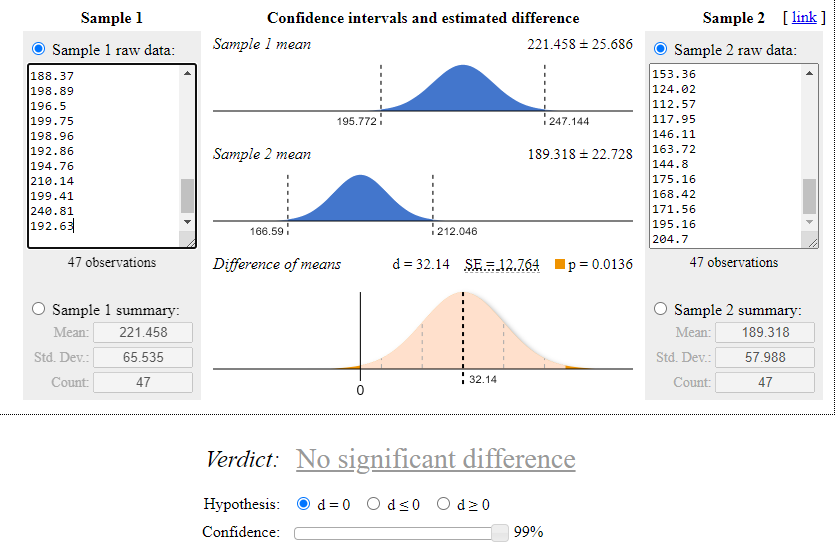 Sample 1
Confidence intervals and estimated difference
Sample 2 [ link ]
Sample 1 raw data:
188.37
198.89
196.5
199.75
198.96
192.86
194.76
210.14
199.41
240.81
192.63
47 observations
Sample 1 summary:
Mean: 221.458
Std. Dev.: 65.535
Count: 47
Sample 1 mean 221.458 ± 25.686
195.772 247.144
Sample 2 mean 189.318 ± 22.728
166.59 212.046
Difference of means d = 32.14 SE = 12.764 p = 0.0136
32.14
0
Sample 2 raw data:
153.36
124.02
112.57
117.95
146.11
163.72
144.8
175.16
168.42
171.56
195.16
204.7
47 observations
Sample 2 summary:
Mean: 189.318
Std. Dev.: 57.988
Count: 47
Verdict: No significant difference
Hypothesis: d = 0 d ≤ 0 d ≥ 0
Confidence: 99%